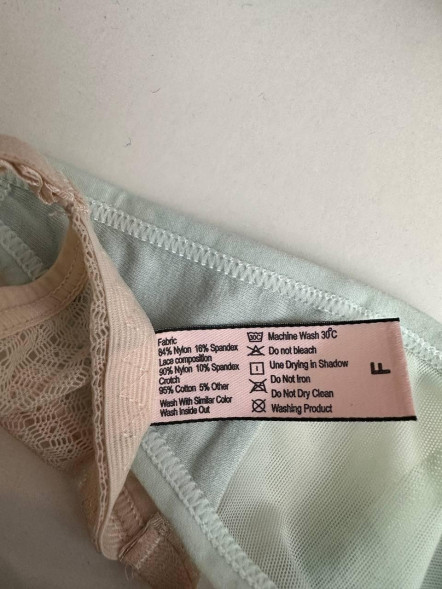 Fabric
84% Nylon 16% Spandex
Lace composition
90% Nylon 10% Spandex
Crotch
95% Cotton 5% Other
Wash With Similar Color
Wash Inside Out
30C Machine Wash 30°C
Do not bleach
Une Drying in Shadow
Do Not Iron
Do Not Dry Clean
Washing Product
F